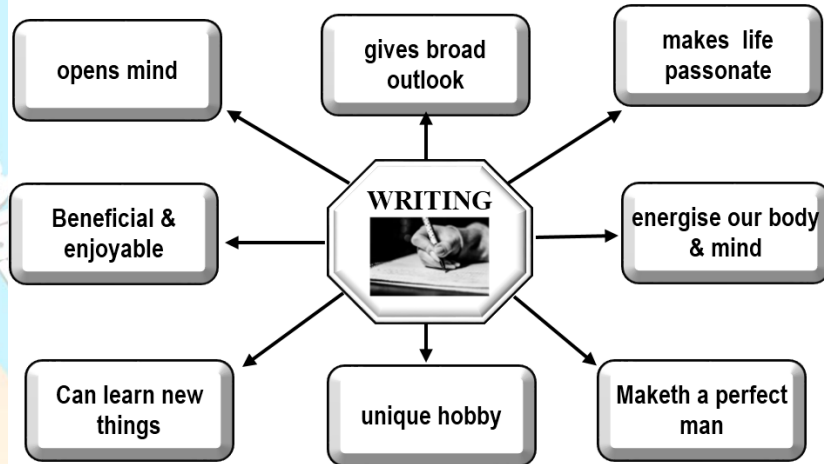 opens mind
gives broad
outlook
makes life
passonate
WRITING
Beneficial &
enjoyable
energise our body
& mind
Can learn new
things
unique hobby
Maketh a perfect
man